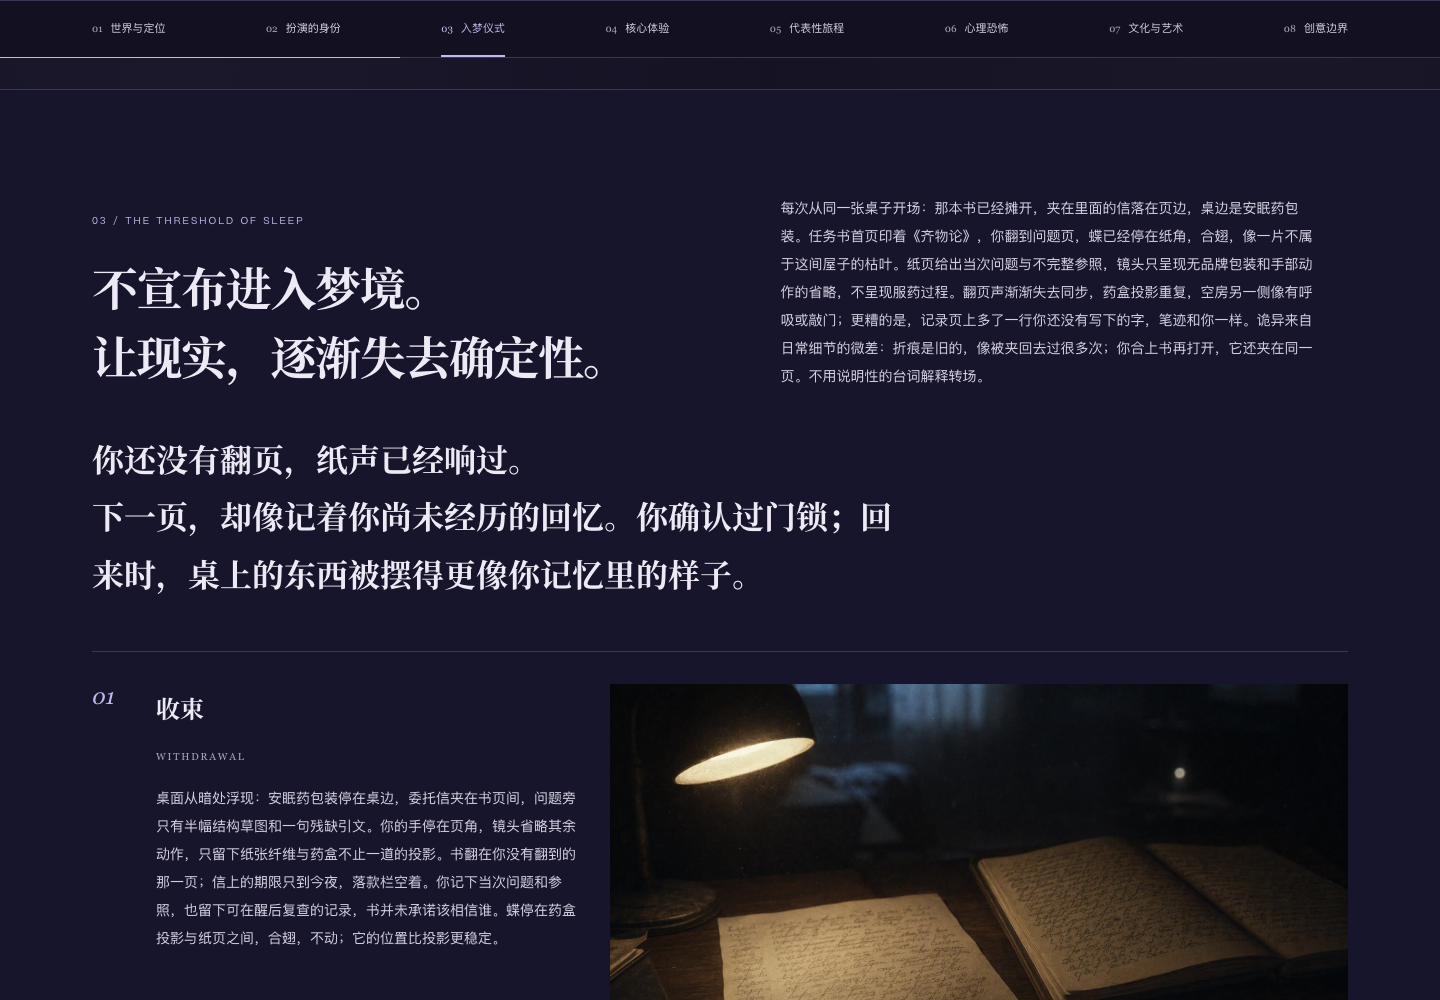 01 世界与定位
02 扮演的身份
03 入梦仪式
04 核心体验
05 代表性旅程
06 心理恐怖
07 文化与艺术
08 创意边界
03 / THE THRESHOLD OF SLEEP
不宣布进入梦境。
让现实，逐渐失去确定性。
每次从同一张桌子开场：那本书已经摊开，夹在里面的信落在页边，桌边是安眠药包
装。任务书首页印着《齐物论》，你翻到问题页，蝶已经停在纸角，合翅，像一片不属
于这间屋子的枯叶。纸页给出当次问题与不完整参照，镜头只呈现无品牌包装和手部动
作的省略，不呈现服药过程。翻页声渐渐失去同步，药盒投影重复，空房另一侧像有呼
吸或敲门；更糟的是，记录页上多了一行你还没有写下的字，笔迹和你一样。诡异来自
日常细节的微差：折痕是旧的，像被夹回去过很多次；你合上书再打开，它还夹在同一
页。不用说明性的台词解释转场。
你还没有翻页，纸声已经响过。
下一页，却像记着你尚未经历的回忆。你确认过门锁；回
来时，桌上的东西被摆得更像你记忆里的样子。
01
收束
WITHDRAWAL
桌面从暗处浮现：安眠药包装停在桌边，委托信夹在书页间，问题旁
只有半幅结构草图和一句残缺引文。你的手停在页角，镜头省略其余
动作，只留下纸张纤维与药盒不止一道的投影。书翻在你没有翻到的
那一页；信上的期限只到今夜，落款栏空着。你记下当次问题和参
照，也留下可在醒后复查的记录，书并未承诺该相信谁。蝶停在药盒
投影与纸页之间，合翅，不动；它的位置比投影更稳定。